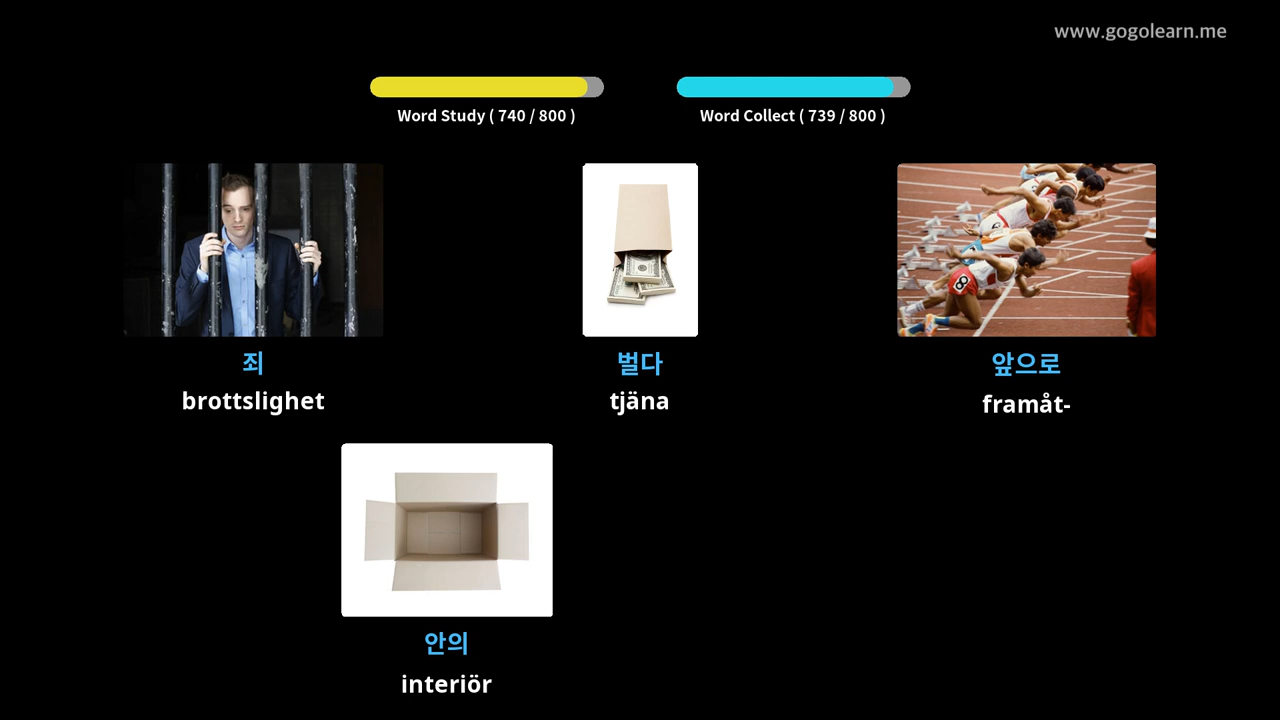 www.gogolearn.me
Word Study ( 740 / 800 )
Word Collect ( 739 / 800 )
죄
brottslighet
벌다
tjäna
앞으로
framåt-
안의
interiör